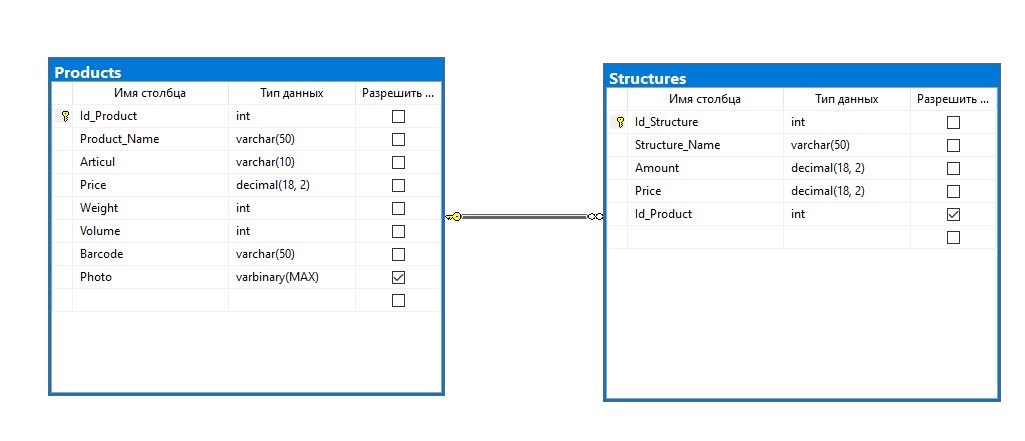 Products
Имя столбца Тип данных Разрешить ...
Id_Product int
Product_Name varchar(50)
Articul varchar(10)
Price decimal(18, 2)
Weight int
Volume int
Barcode varchar(50)
Photo varbinary(MAX)
Structures
Имя столбца Тип данных Разрешить ...
Id_Structure int
Structure_Name varchar(50)
Amount decimal(18, 2)
Price decimal(18, 2)
Id_Product int